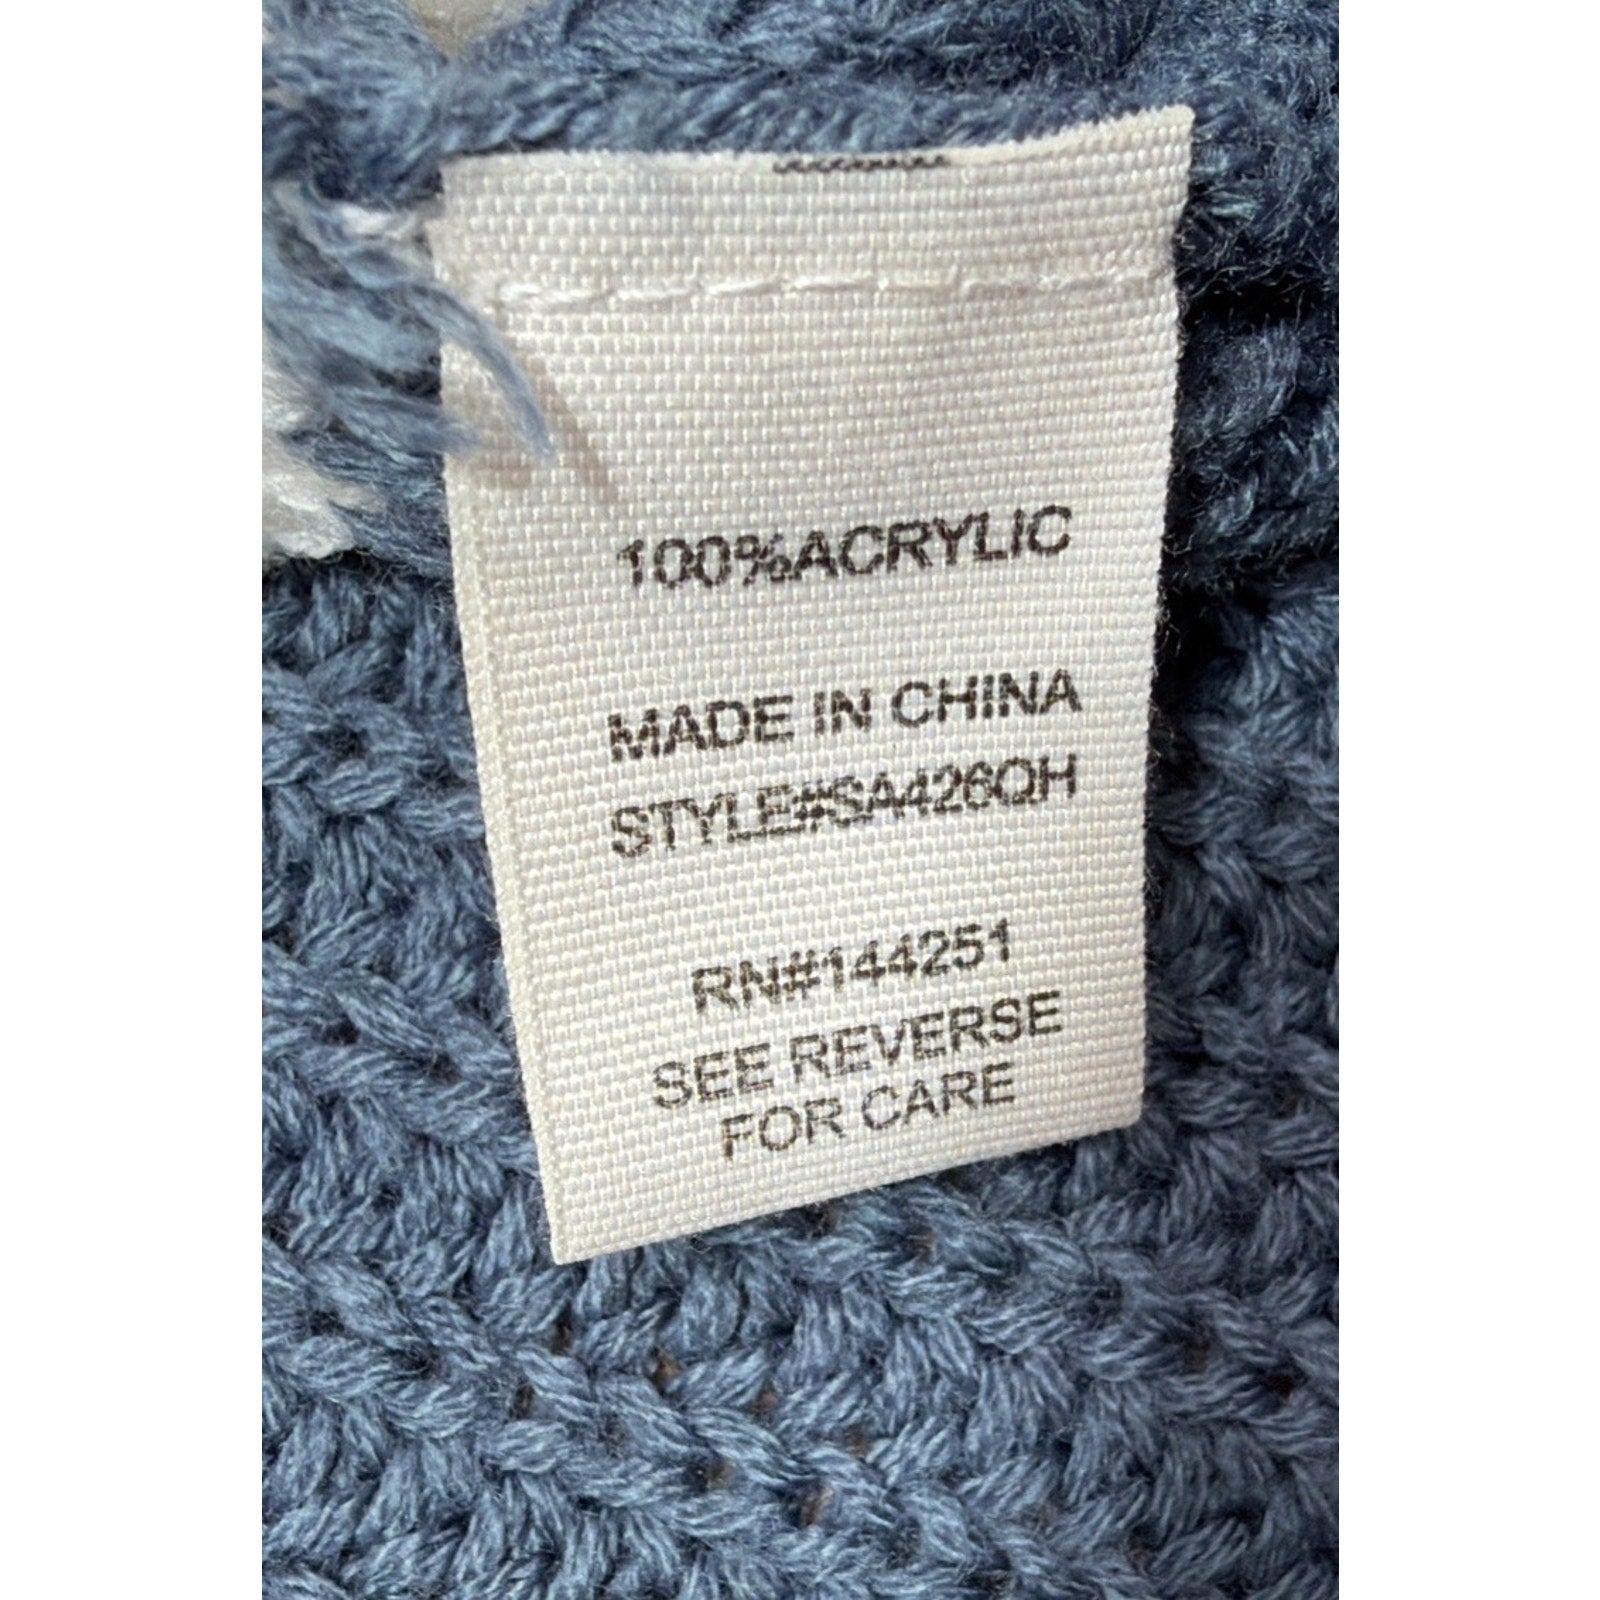 100%ACRYLIC
MADE IN CHINA
STYLE#SA426QH
RN#144251
SEE REVERSE
FOR CARE